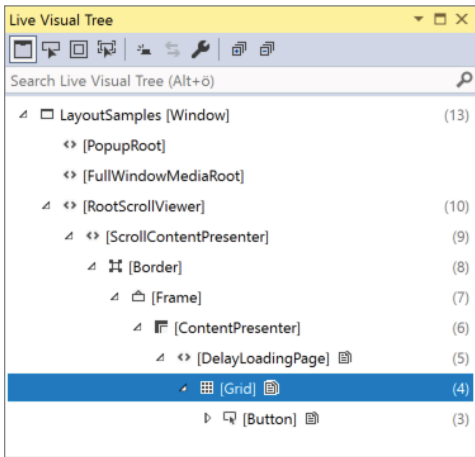 Live Visual Tree
Search Live Visual Tree (Alt+ö)
LayoutSamples [Window] (13)
[PopupRoot]
[FullWindowMediaRoot]
[RootScrollViewer] (10)
[ScrollContentPresenter] (9)
[Border] (8)
[Frame] (7)
[ContentPresenter] (6)
[DelayLoadingPage] (5)
[Grid] (4)
[Button] (3)